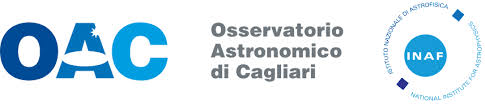 OAC
Osservatorio
Astronomico
di Cagliari
ISTITUTO NAZIONALE DI ASTROFISICA
INAF
NATIONAL INSTITUTE FOR ASTROPHYSICS